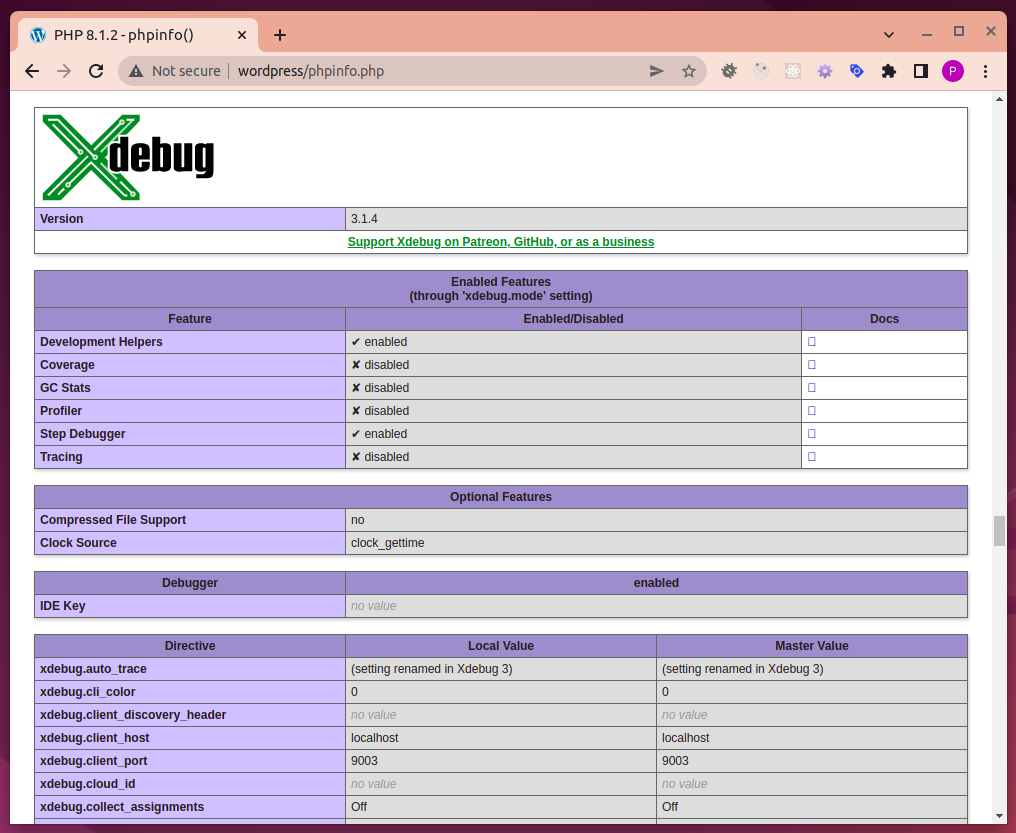 PHP 8.1.2 - phpinfo()
Not secure wordpress/phpinfo.php
P
Xdebug
Version 3.1.4
Support Xdebug on Patreon, GitHub, or as a business
Enabled Features
(through 'xdebug.mode' setting)
Feature Enabled/Disabled Docs
Development Helpers ✔ enabled
Coverage ✘ disabled
GC Stats ✘ disabled
Profiler ✘ disabled
Step Debugger ✔ enabled
Tracing ✘ disabled
Optional Features
Compressed File Support no
Clock Source clock_gettime
Debugger enabled
IDE Key no value
Directive Local Value Master Value
xdebug.auto_trace (setting renamed in Xdebug 3) (setting renamed in Xdebug 3)
xdebug.cli_color 0 0
xdebug.client_discovery_header no value no value
xdebug.client_host localhost localhost
xdebug.client_port 9003 9003
xdebug.cloud_id no value no value
xdebug.collect_assignments Off Off